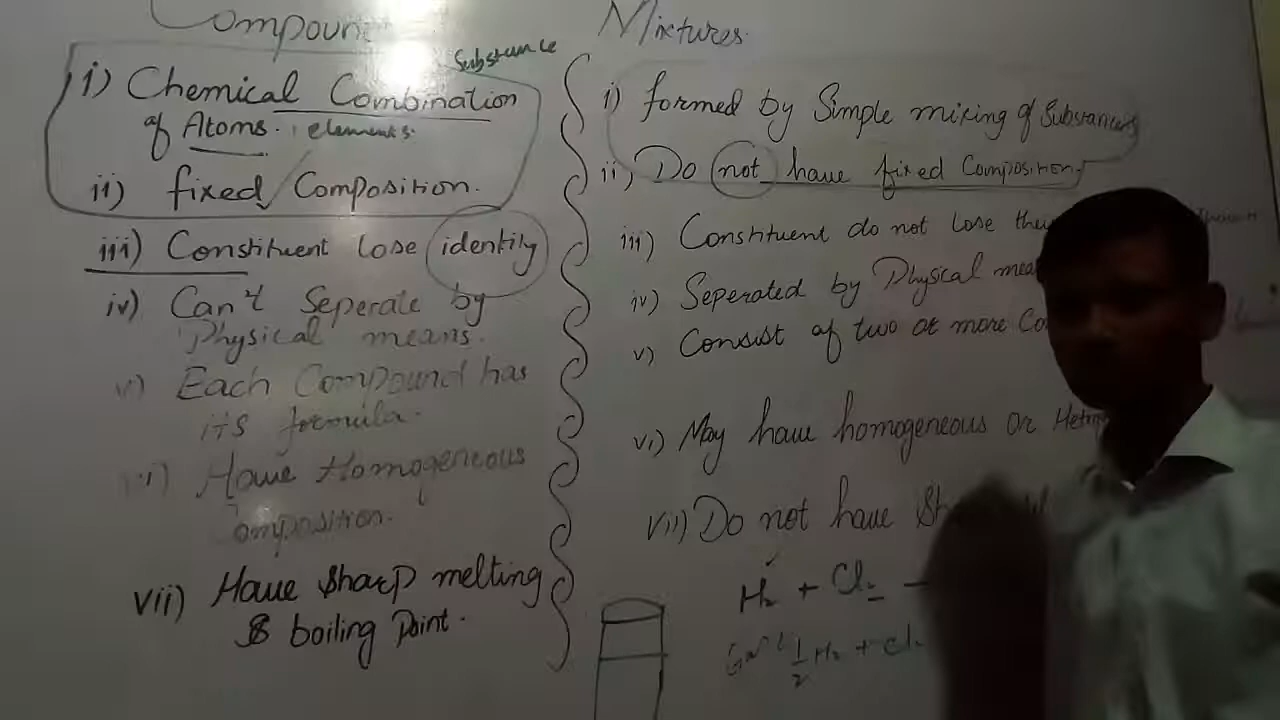 Compoun
Substance
i) Chemical Combination
of Atoms. elements.
ii) fixed Composition.
iii) Constituent lose identity
iv) Can't Seperate by
Physical means.
v) Each Compound has
its formula.
vi) Have Homogeneous
Composition.
vii) Have Sharp melting
& boiling Point.
Mixtures.
i) formed by Simple mixing of Substances
ii) Do not have fixed Composition,
iii) Constituent do not lose the
iv) Seperated by Physical mea
v) Consist of two or more Co
vi) May have homogeneous or Het
vii) Do not have Sh
H₂ + Cl₂
1/2 H₂ + Cl₂